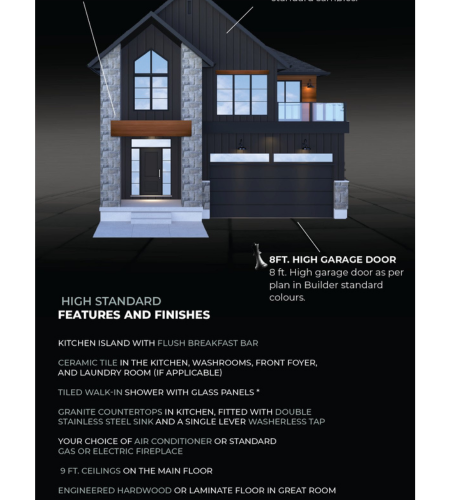 8FT. HIGH GARAGE DOOR
8 ft. High garage door as per
plan in Builder standard
colours.
HIGH STANDARD
FEATURES AND FINISHES
KITCHEN ISLAND WITH FLUSH BREAKFAST BAR
CERAMIC TILE IN THE KITCHEN, WASHROOMS, FRONT FOYER,
AND LAUNDRY ROOM (IF APPLICABLE)
TILED WALK-IN SHOWER WITH GLASS PANELS *
GRANITE COUNTERTOPS IN KITCHEN, FITTED WITH DOUBLE
STAINLESS STEEL SINK AND A SINGLE LEVER WASHERLESS TAP
YOUR CHOICE OF AIR CONDITIONER OR STANDARD
GAS OR ELECTRIC FIREPLACE
9 FT. CEILINGS ON THE MAIN FLOOR
ENGINEERED HARDWOOD OR LAMINATE FLOOR IN GREAT ROOM